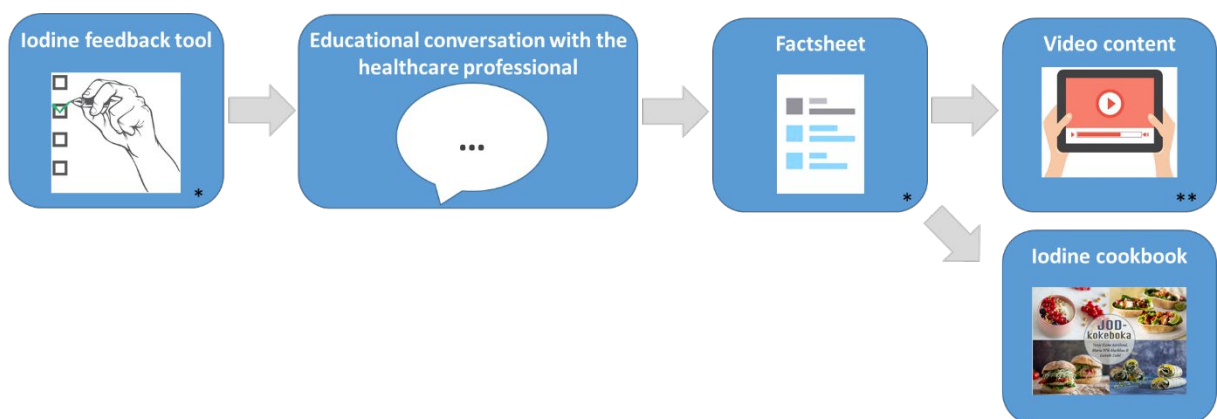 Iodine feedback tool
*
Educational conversation with the
healthcare professional
...
Factsheet
*
Video content
**
Iodine cookbook
JOD-
kokeboka